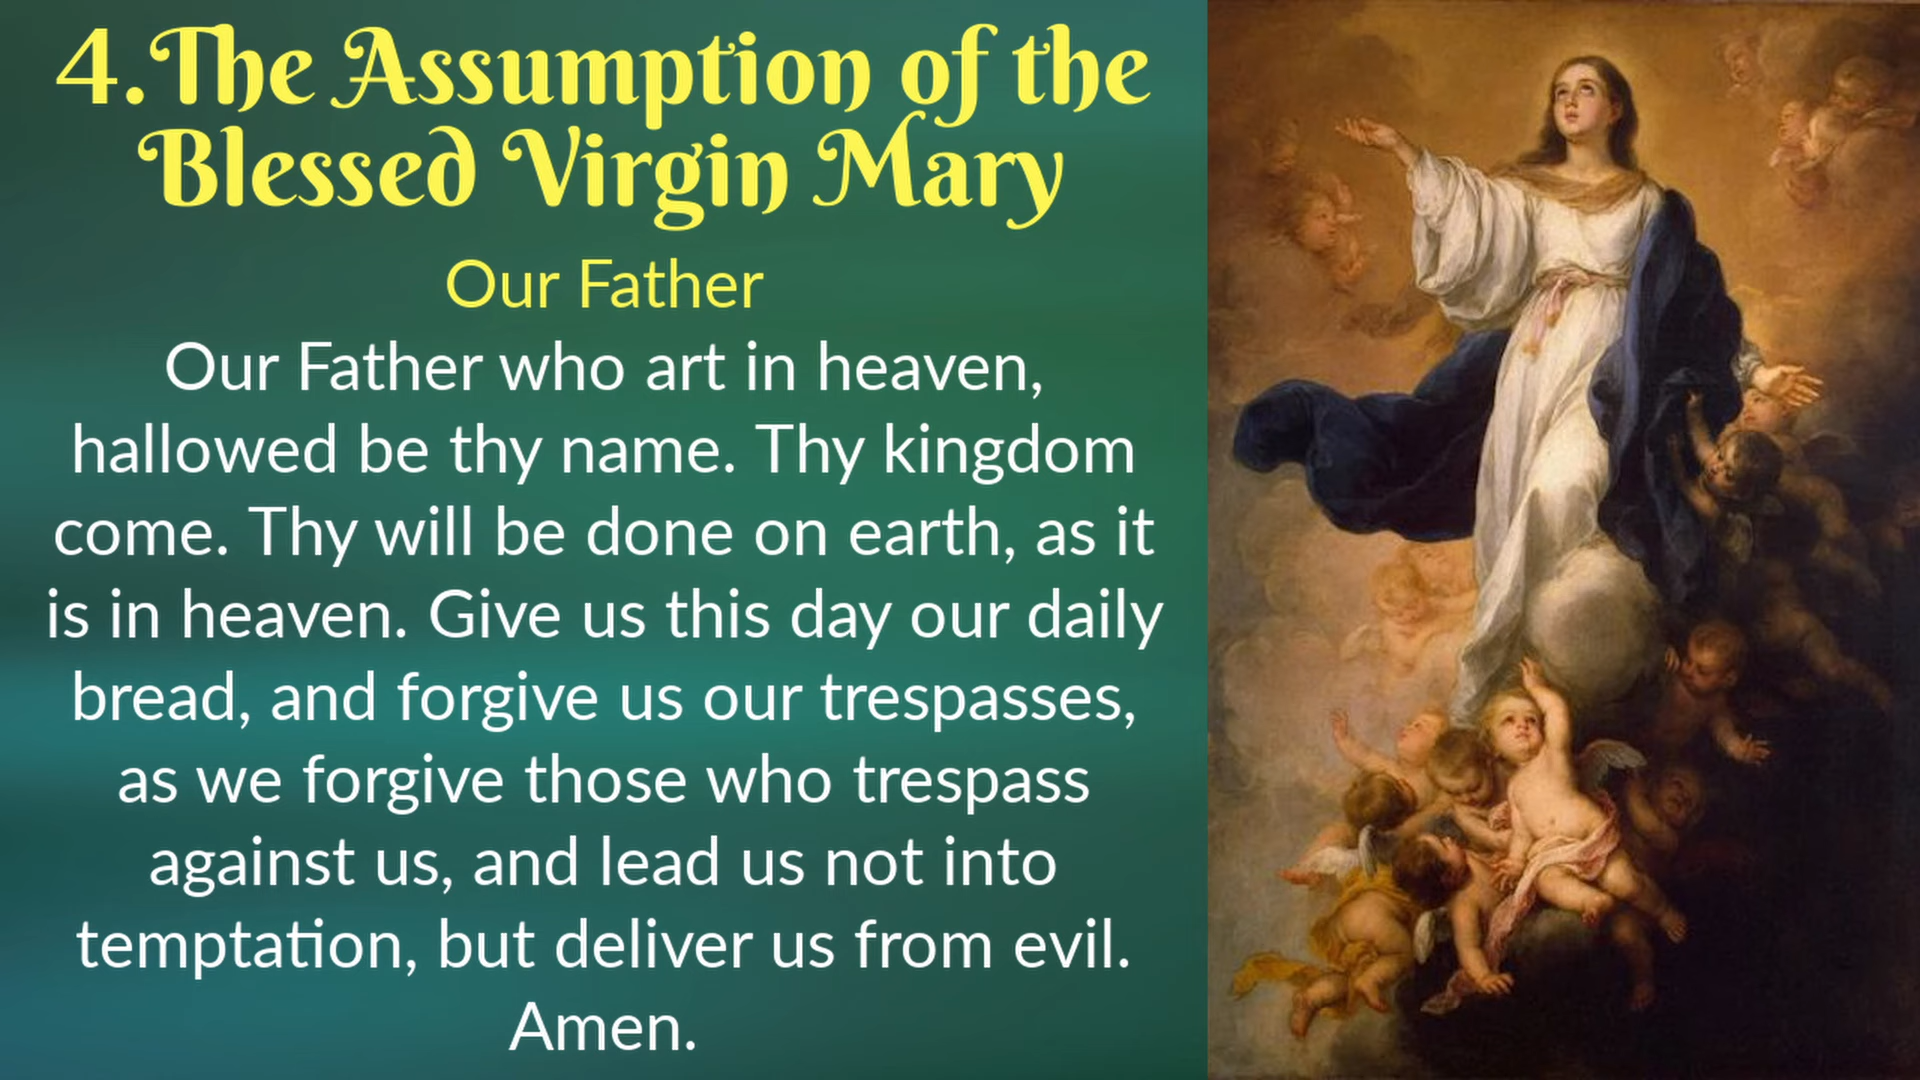 4.The Assumption of the
Blessed Virgin Mary
Our Father
Our Father who art in heaven,
hallowed be thy name. Thy kingdom
come. Thy will be done on earth, as it
is in heaven. Give us this day our daily
bread, and forgive us our trespasses,
as we forgive those who trespass
against us, and lead us not into
temptation, but deliver us from evil.
Amen.